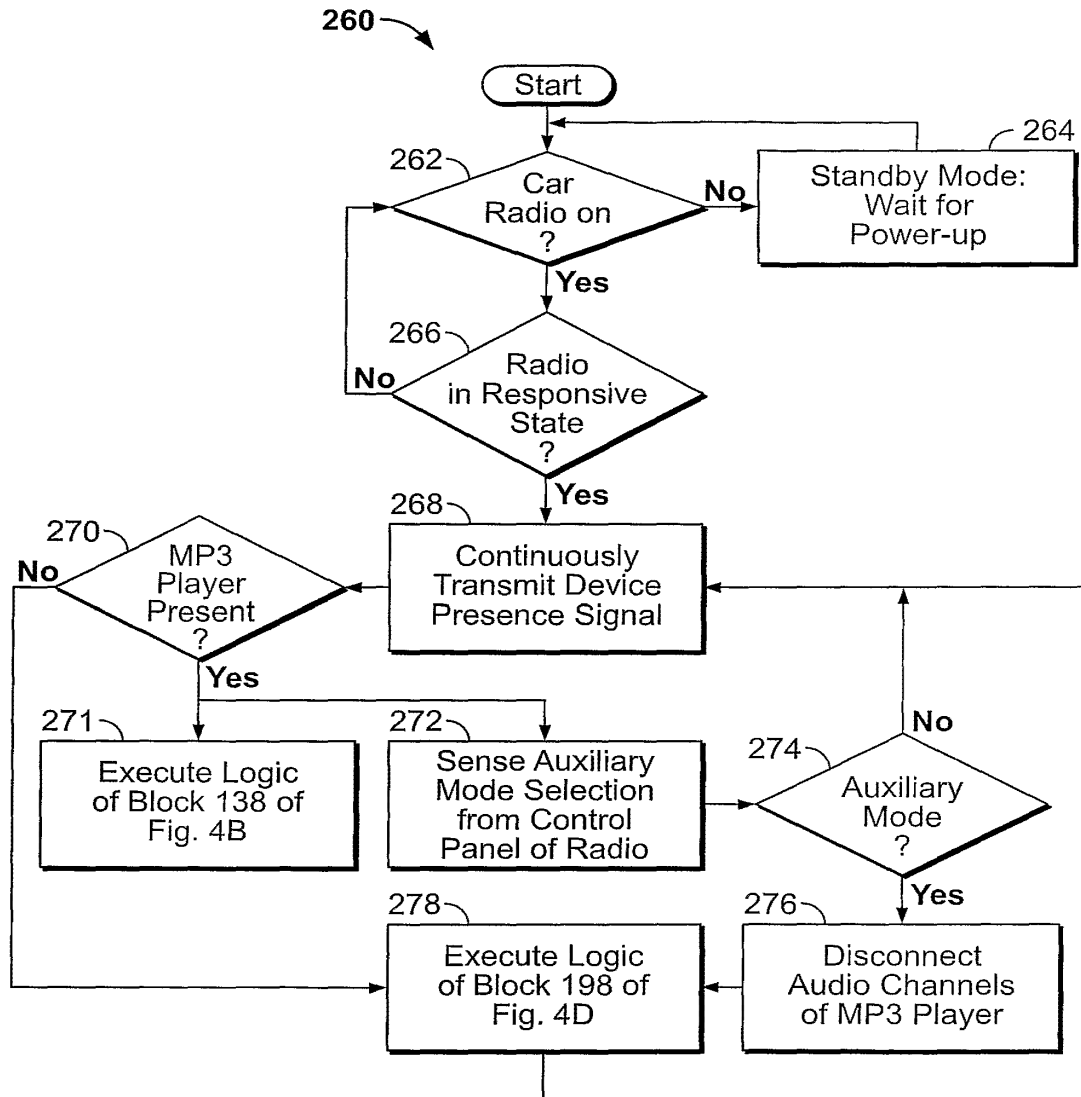 260
Start
262
Car
Radio on
?
No
264
Standby Mode:
Wait for
Power-up
Yes
266
Radio
in Responsive
State
?
No
Yes
268
Continuously
Transmit Device
Presence Signal
270
MP3
Player
Present
?
No
Yes
271
Execute Logic
of Block 138 of
Fig. 4B
272
Sense Auxiliary
Mode Selection
from Control
Panel of Radio
274
Auxiliary
Mode
?
No
Yes
276
Disconnect
Audio Channels
of MP3 Player
278
Execute Logic
of Block 198 of
Fig. 4D